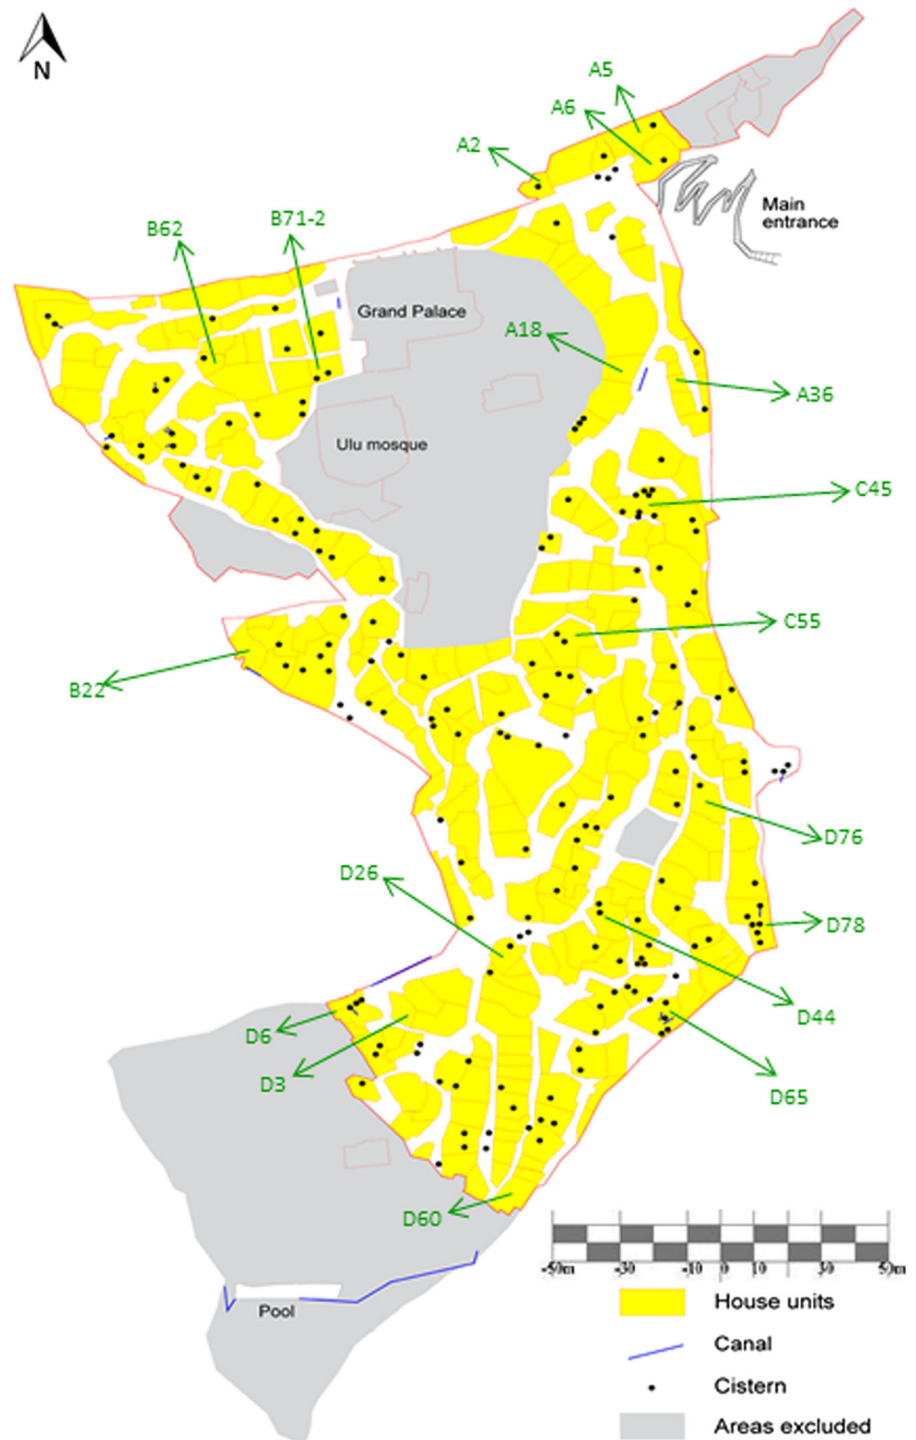 N
A5
A6
A2
Main
entrance
B62
B71-2
Grand Palace
A18
A36
Ulu mosque
C45
C55
B22
D76
D26
D78
D6
D44
D3
D65
D60
-50m
-30
-10
0
10
30
50m
House units
Pool
Canal
Cistern
Areas excluded